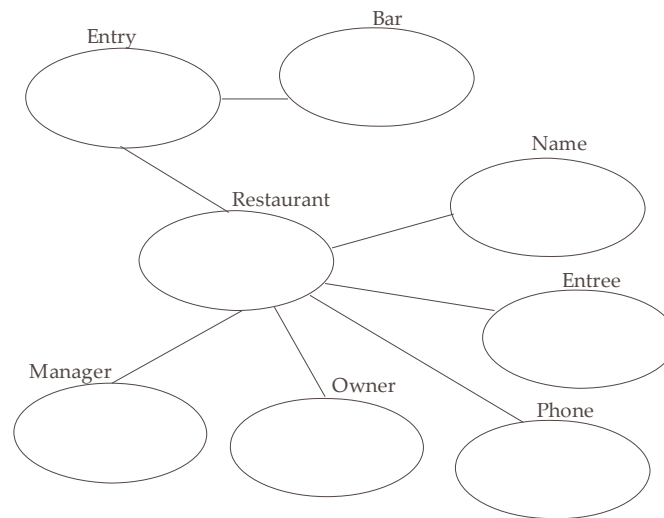 Bar
Entry
Name
Restaurant
Entree
Manager
Owner
Phone